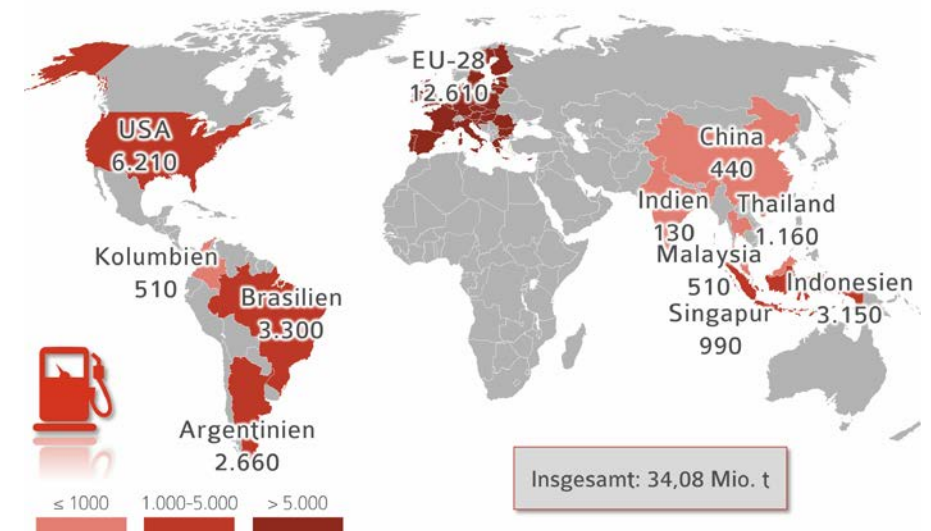 EU-28
12.610
USA
6.210
China
440
Indien
130
Thailand
1.160
Malaysia
510
Indonesien
3.150
Singapur
990
Kolumbien
510
Brasilien
3.300
Argentinien
2.660
Insgesamt: 34,08 Mio. t
≤ 1000 1.000-5.000 > 5.000